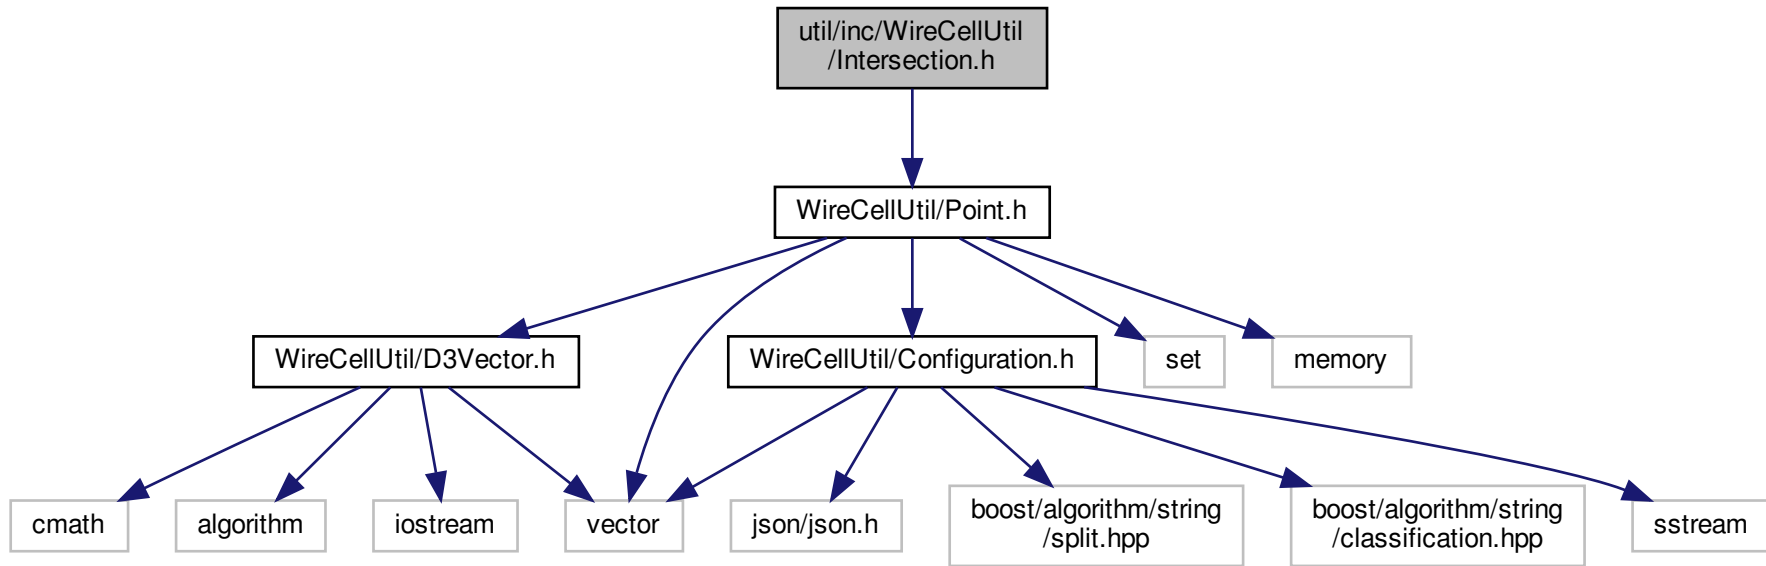 util/inc/WireCellUtil
/Intersection.h
WireCellUtil/Point.h
WireCellUtil/D3Vector.h
WireCellUtil/Configuration.h
set
memory
cmath
algorithm
iostream
vector
json/json.h
boost/algorithm/string
/split.hpp
boost/algorithm/string
/classification.hpp
sstream